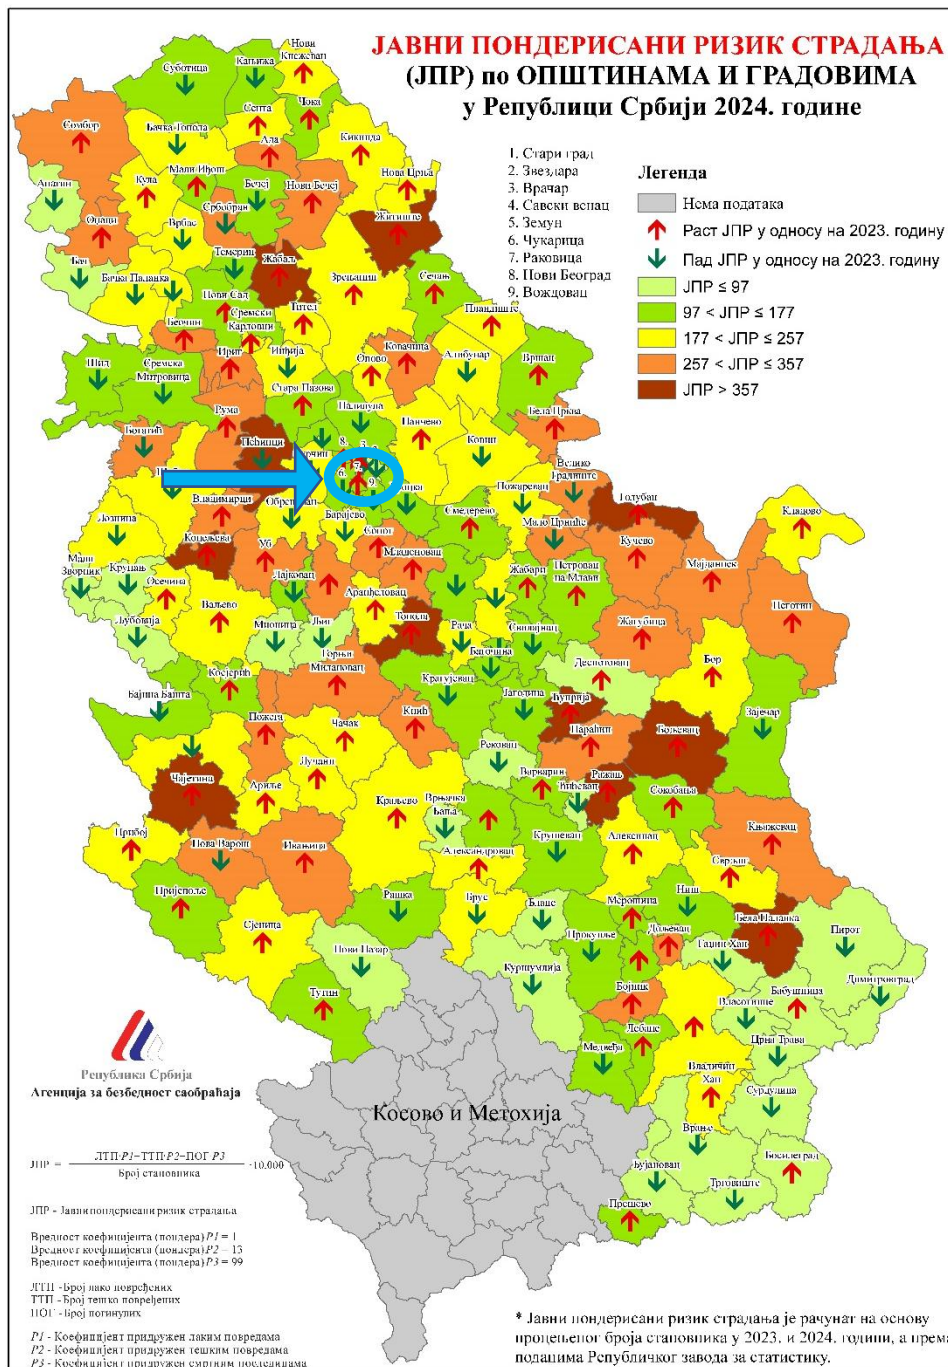 ЈАВНИ ПОНДЕРИСАНИ РИЗИК СТРАДАЊА
(ЈПР) по ОПШТИНАМА И ГРАДОВИМА
у Републици Србији 2024. године
1. Стари град
2. Звездара
3. Врачар
4. Савски венац
5. Земун
6. Чукарица
7. Раковица
8. Нови Београд
9. Вождовац
Легенда
Нема података
Раст ЈПР у односу на 2023. годину
Пад ЈПР у односу на 2023. годину
ЈПР ≤ 97
97 < ЈПР ≤ 177
177 < ЈПР ≤ 257
257 < ЈПР ≤ 357
ЈПР > 357
Суботица
Кањижа
Нови
Кнежевац
Сомбор
Бачка Топола
Сента
Чока
Ада
Кикинда
Апатин
Кула
Мали Иђош
Бечеј
Нови Бечеј
Нова Црња
Оџаци
Врбас
Србобран
Житиште
Бач
Бачка Паланка
Темерин
Жабаљ
Зрењанин
Сечањ
Нови Сад
Сремски
Карловци
Тител
Беочин
Ириг
Инђија
Опово
Ковачица
Алибунар
Пландиште
Вршац
Шид
Сремска
Митровица
Стара Пазова
Палилула
Рума
Панчево
Бела Црква
Богатић
Пећинци
Ковин
8.
6.
7.
9.
Велико
Градиште
Владимирци
Барајево
Пожаревац
Голубац
Кладово
Лозница
Смедерево
Мало Црниће
Кучево
Коцељева
Уб
Сопот
Младеновац
Мајданпек
Мали
Зворник
Крупањ
Осечина
Лајковац
Жабари
Петровац
на Млави
Неготин
Љубовија
Ваљево
Аранђеловац
Топола
Рача
Жагубица
Мионица
Љиг
Баточина
Свилајнац
Бор
Горњи
Милановац
Деспотовац
Косјерић
Крагујевац
Јагодина
Зајечар
Бајина Башта
Ћуприја
Пожега
Чачак
Кнић
Параћин
Бољевац
Чајетина
Лучани
Рековац
Ариље
Варварин
Ражањ
Сокобања
Краљево
Врњачка
Бања
Ћићевац
Прибој
Нова Варош
Ивањица
Крушевац
Алексинац
Књажевац
Александровац
Сврљиг
Пријепоље
Рашка
Брус
Блаце
Мерошина
Ниш
Бела Паланка
Сјеница
Прокупље
Дољевац
Гаџин Хан
Пирот
Нови Пазар
Куршумлија
Бабушница
Димитровград
Тутин
Бојник
Власотинце
Лебане
Медвеђа
Црна Трава
Владичин
Хан
Сурдулица
Врање
Косово и Метохија
Бујановац
Босилеград
Трговиште
Прешево
Република Србија
Агенција за безбедност саобраћаја
ЈПР = ЛТП·P1+ТТП·P2+ПОГ·P3 / Број становника · 10.000
ЈПР - Јавни пондерисани ризик страдања
Вредност коефицијента (пондера) P1 = 1
Вредност коефицијента (пондера) P2 = 13
Вредност коефицијента (пондера) P3 = 99
ЛТП - Број лако повређених
ТТП - Број тешко повређених
ПОГ - Број погинулих
P1 - Коефицијент придружен лаким повредама
P2 - Коефицијент придружен тешким повредама
P3 - Коефицијент придружен смртним последицама
* Јавни пондерисани ризик страдања је рачунат на основу
процењеног броја становника у 2023. и 2024. години, а према
подацима Републичког завода за статистику.